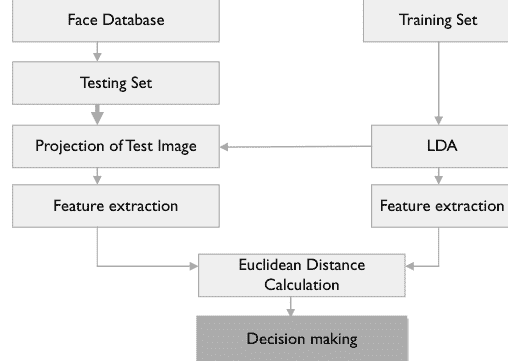 Face Database
Training Set
Testing Set
Projection of Test Image
LDA
Feature extraction
Feature extraction
Euclidean Distance
Calculation
Decision making